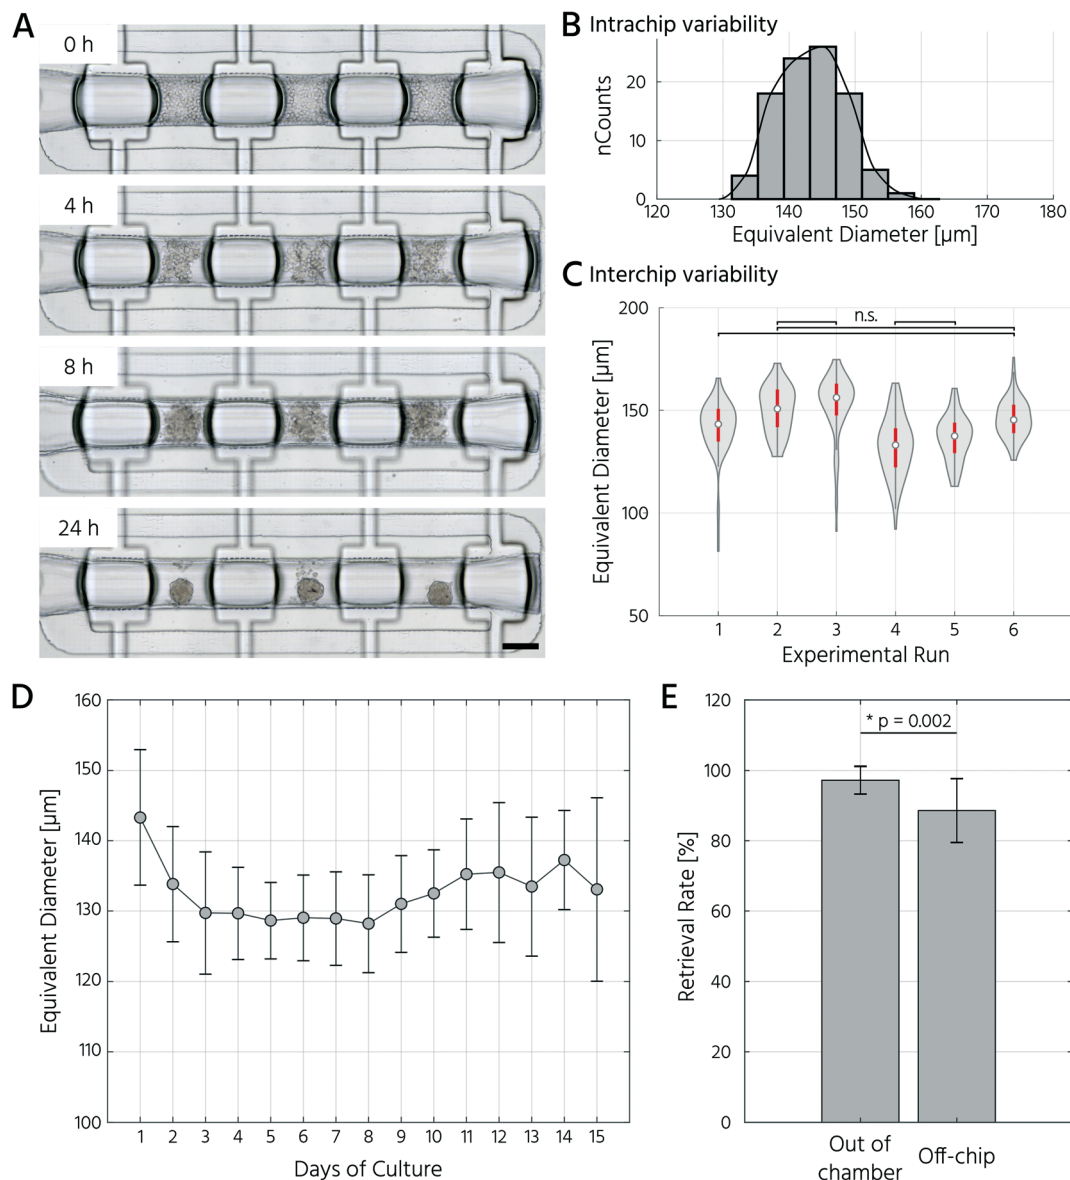 A
0 h
4 h
8 h
24 h
B Intrachip variability
nCounts
20
10
0
120 130 140 150 160 170 180
Equivalent Diameter [µm]
C Interchip variability
Equivalent Diameter [µm]
200
150
100
50
n.s.
1 2 3 4 5 6
Experimental Run
D
Equivalent Diameter [µm]
160
150
140
130
120
110
100
1 2 3 4 5 6 7 8 9 10 11 12 13 14 15
Days of Culture
E
Retrieval Rate [%]
120
100
80
60
40
20
0
* p = 0.002
Out of
chamber
Off-chip